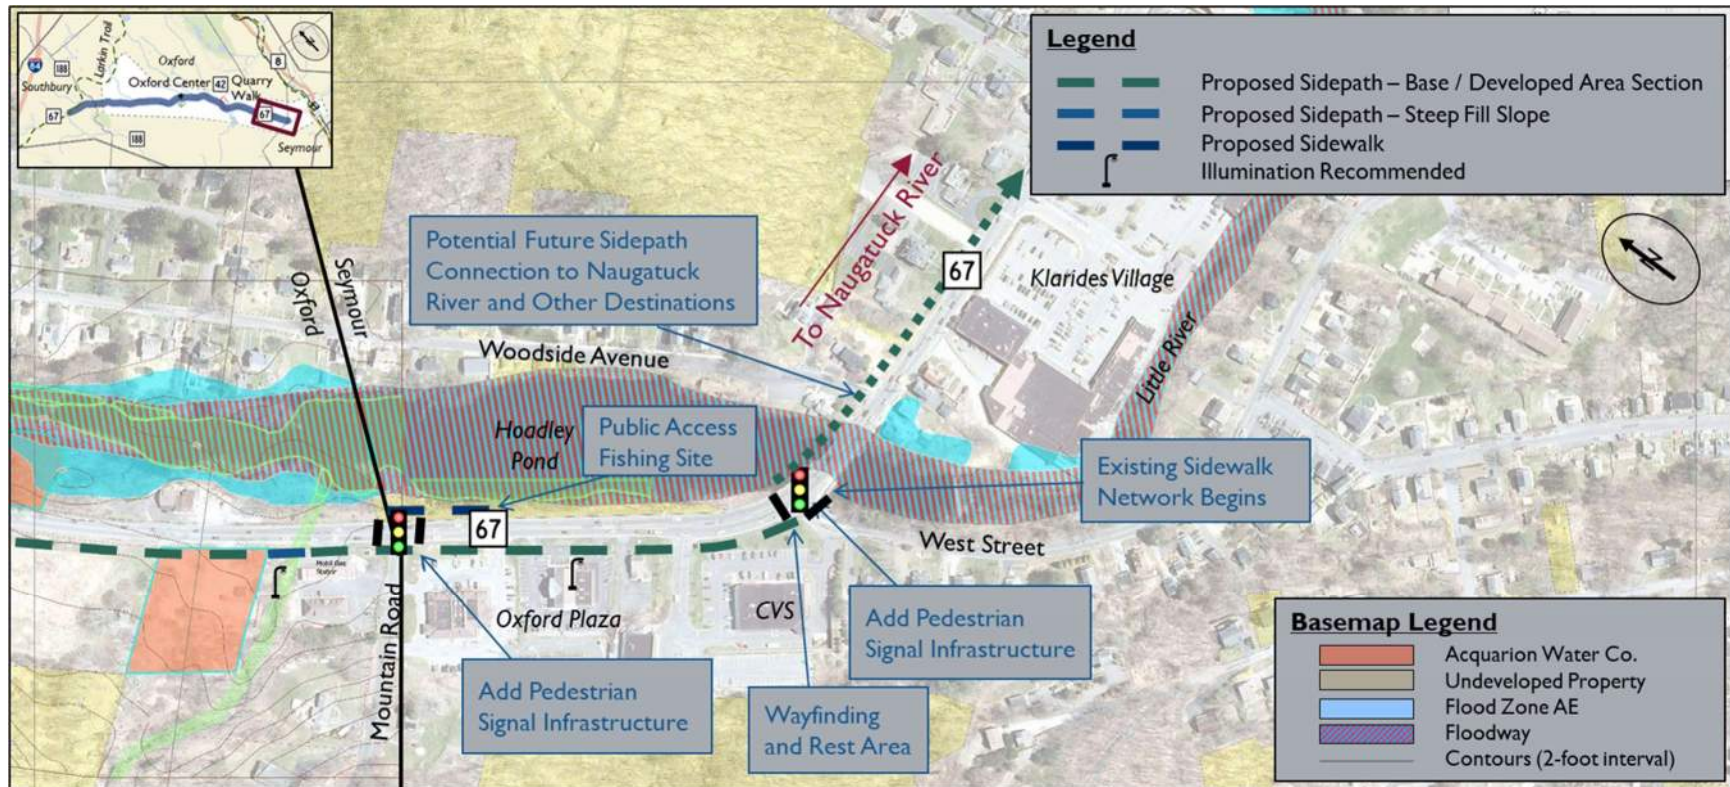 Larkin Trail
Oxford
8
84
188
Southbury
Oxford Center
42
Quarry
Walk
67
67
188
Seymour
N
Legend
Proposed Sidepath – Base / Developed Area Section
Proposed Sidepath – Steep Fill Slope
Proposed Sidewalk
Illumination Recommended
Potential Future Sidepath
Connection to Naugatuck
River and Other Destinations
To Naugatuck River
67
Klarides Village
Little River
Seymour
Oxford
Woodside Avenue
Hoadley
Pond
Public Access
Fishing Site
Existing Sidewalk
Network Begins
67
West Street
Mountain Road
Oxford Plaza
CVS
Add Pedestrian
Signal Infrastructure
Add Pedestrian
Signal Infrastructure
Wayfinding
and Rest Area
Basemap Legend
Acquarion Water Co.
Undeveloped Property
Flood Zone AE
Floodway
Contours (2-foot interval)